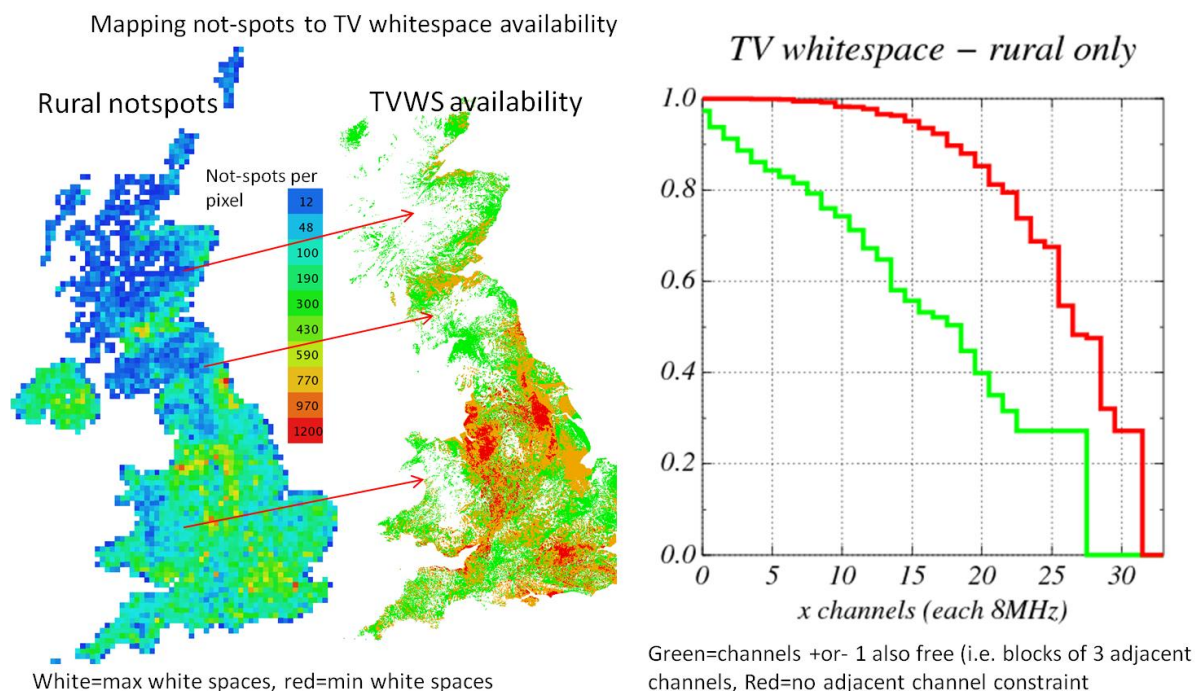 Mapping not-spots to TV whitespace availability
Rural notspots
TVWS availability
Not-spots per
pixel
12
48
100
190
300
430
590
770
970
1200
White=max white spaces, red=min white spaces
TV whitespace – rural only
1.0
0.8
0.6
0.4
0.2
0.0
0 5 10 15 20 25 30
x channels (each 8MHz)
Green=channels +or- 1 also free (i.e. blocks of 3 adjacent
channels, Red=no adjacent channel constraint